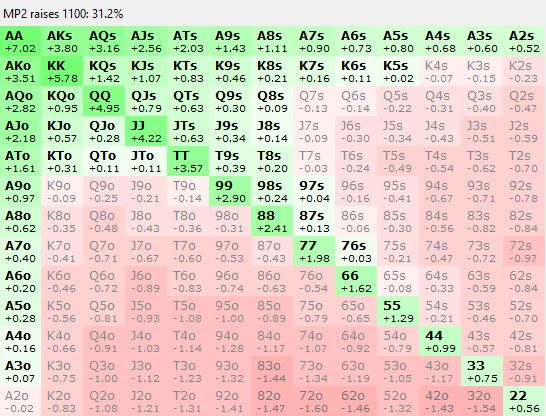 MP2 raises 1100: 31.2%
AA AKs AQs AJs ATs A9s A8s A7s A6s A5s A4s A3s A2s
+7.02 +3.80 +3.16 +2.56 +2.03 +1.43 +1.11 +0.90 +0.73 +0.80 +0.68 +0.60 +0.52
AKo KK KQs KJs KTs K9s K8s K7s K6s K5s K4s K3s K2s
+3.51 +5.78 +1.42 +1.07 +0.83 +0.46 +0.21 +0.16 +0.11 +0.02 -0.07 -0.15 -0.23
AQo KQo QQ QJs QTs Q9s Q8s Q7s Q6s Q5s Q4s Q3s Q2s
+2.82 +0.95 +4.95 +0.79 +0.63 +0.30 +0.09 -0.13 -0.14 -0.22 -0.31 -0.40 -0.47
AJo KJo QJo JJ JTs J9s J8s J7s J6s J5s J4s J3s J2s
+2.18 +0.57 +0.28 +4.22 +0.63 +0.34 +0.14 -0.09 -0.30 -0.34 -0.43 -0.51 -0.59
ATo KTo QTo JTo TT T9s T8s T7s T6s T5s T4s T3s T2s
+1.61 +0.31 +0.11 +0.11 +3.57 +0.39 +0.20 -0.03 -0.24 -0.49 -0.54 -0.62 -0.70
A9o K9o Q9o J9o T9o 99 98s 97s 96s 95s 94s 93s 92s
+0.97 -0.09 -0.25 -0.21 -0.14 +2.90 +0.24 +0.04 -0.16 -0.41 -0.67 -0.71 -0.78
A8o K8o Q8o J8o T8o 98o 88 87s 86s 85s 84s 83s 82s
+0.62 -0.35 -0.48 -0.43 -0.36 -0.31 +2.41 +0.13 -0.06 -0.30 -0.56 -0.82 -0.84
A7o K7o Q7o J7o T7o 97o 87o 77 76s 75s 74s 73s 72s
+0.40 -0.41 -0.71 -0.67 -0.60 -0.53 -0.43 +1.98 +0.03 -0.21 -0.47 -0.72 -0.97
A6o K6o Q6o J6o T6o 96o 86o 76o 66 65s 64s 63s 62s
+0.20 -0.46 -0.72 -0.89 -0.83 -0.74 -0.64 -0.54 +1.62 -0.08 -0.33 -0.59 -0.84
A5o K5o Q5o J5o T5o 95o 85o 75o 65o 55 54s 53s 52s
+0.28 -0.56 -0.81 -0.93 -1.08 -1.00 -0.89 -0.79 -0.65 +1.29 -0.21 -0.46 -0.70
A4o K4o Q4o J4o T4o 94o 84o 74o 64o 54o 44 43s 42s
+0.16 -0.66 -0.91 -1.03 -1.14 -1.28 -1.17 -1.07 -0.92 -0.79 +0.99 -0.57 -0.81
A3o K3o Q3o J3o T3o 93o 83o 73o 63o 53o 43o 33 32s
+0.07 -0.75 -1.00 -1.12 -1.23 -1.32 -1.44 -1.34 -1.19 -1.05 -1.17 +0.75 -0.91
A2o K2o Q2o J2o T2o 92o 82o 72o 62o 52o 42o 32o 22
-0.02 -0.83 -1.08 -1.21 -1.31 -1.41 -1.47 -1.60 -1.46 -1.32 -1.43 -1.54 +0.56